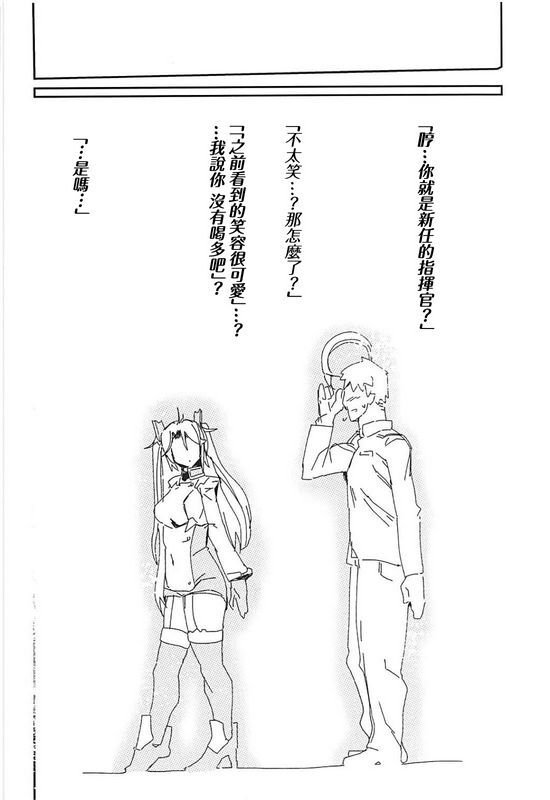 「哼…你就是新任的指揮官？」
「不太笑…？那怎麼了？」
「「之前看到的笑容很可愛」…？
…我說你 沒有喝多吧」？
「…是嗎…」